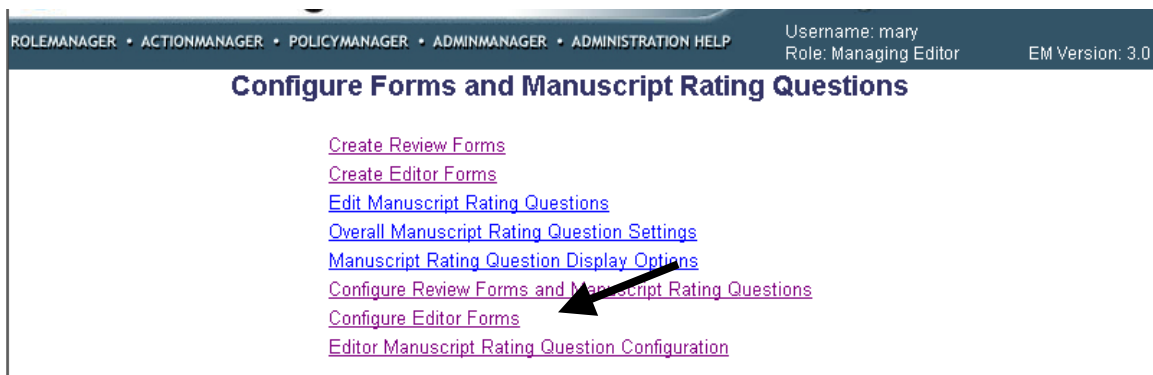 ROLEMANAGER • ACTIONMANAGER • POLICYMANAGER • ADMINMANAGER • ADMINISTRATION HELP
Username: mary
Role: Managing Editor EM Version: 3.0
Configure Forms and Manuscript Rating Questions
Create Review Forms
Create Editor Forms
Edit Manuscript Rating Questions
Overall Manuscript Rating Question Settings
Manuscript Rating Question Display Options
Configure Review Forms and Manuscript Rating Questions
Configure Editor Forms
Editor Manuscript Rating Question Configuration